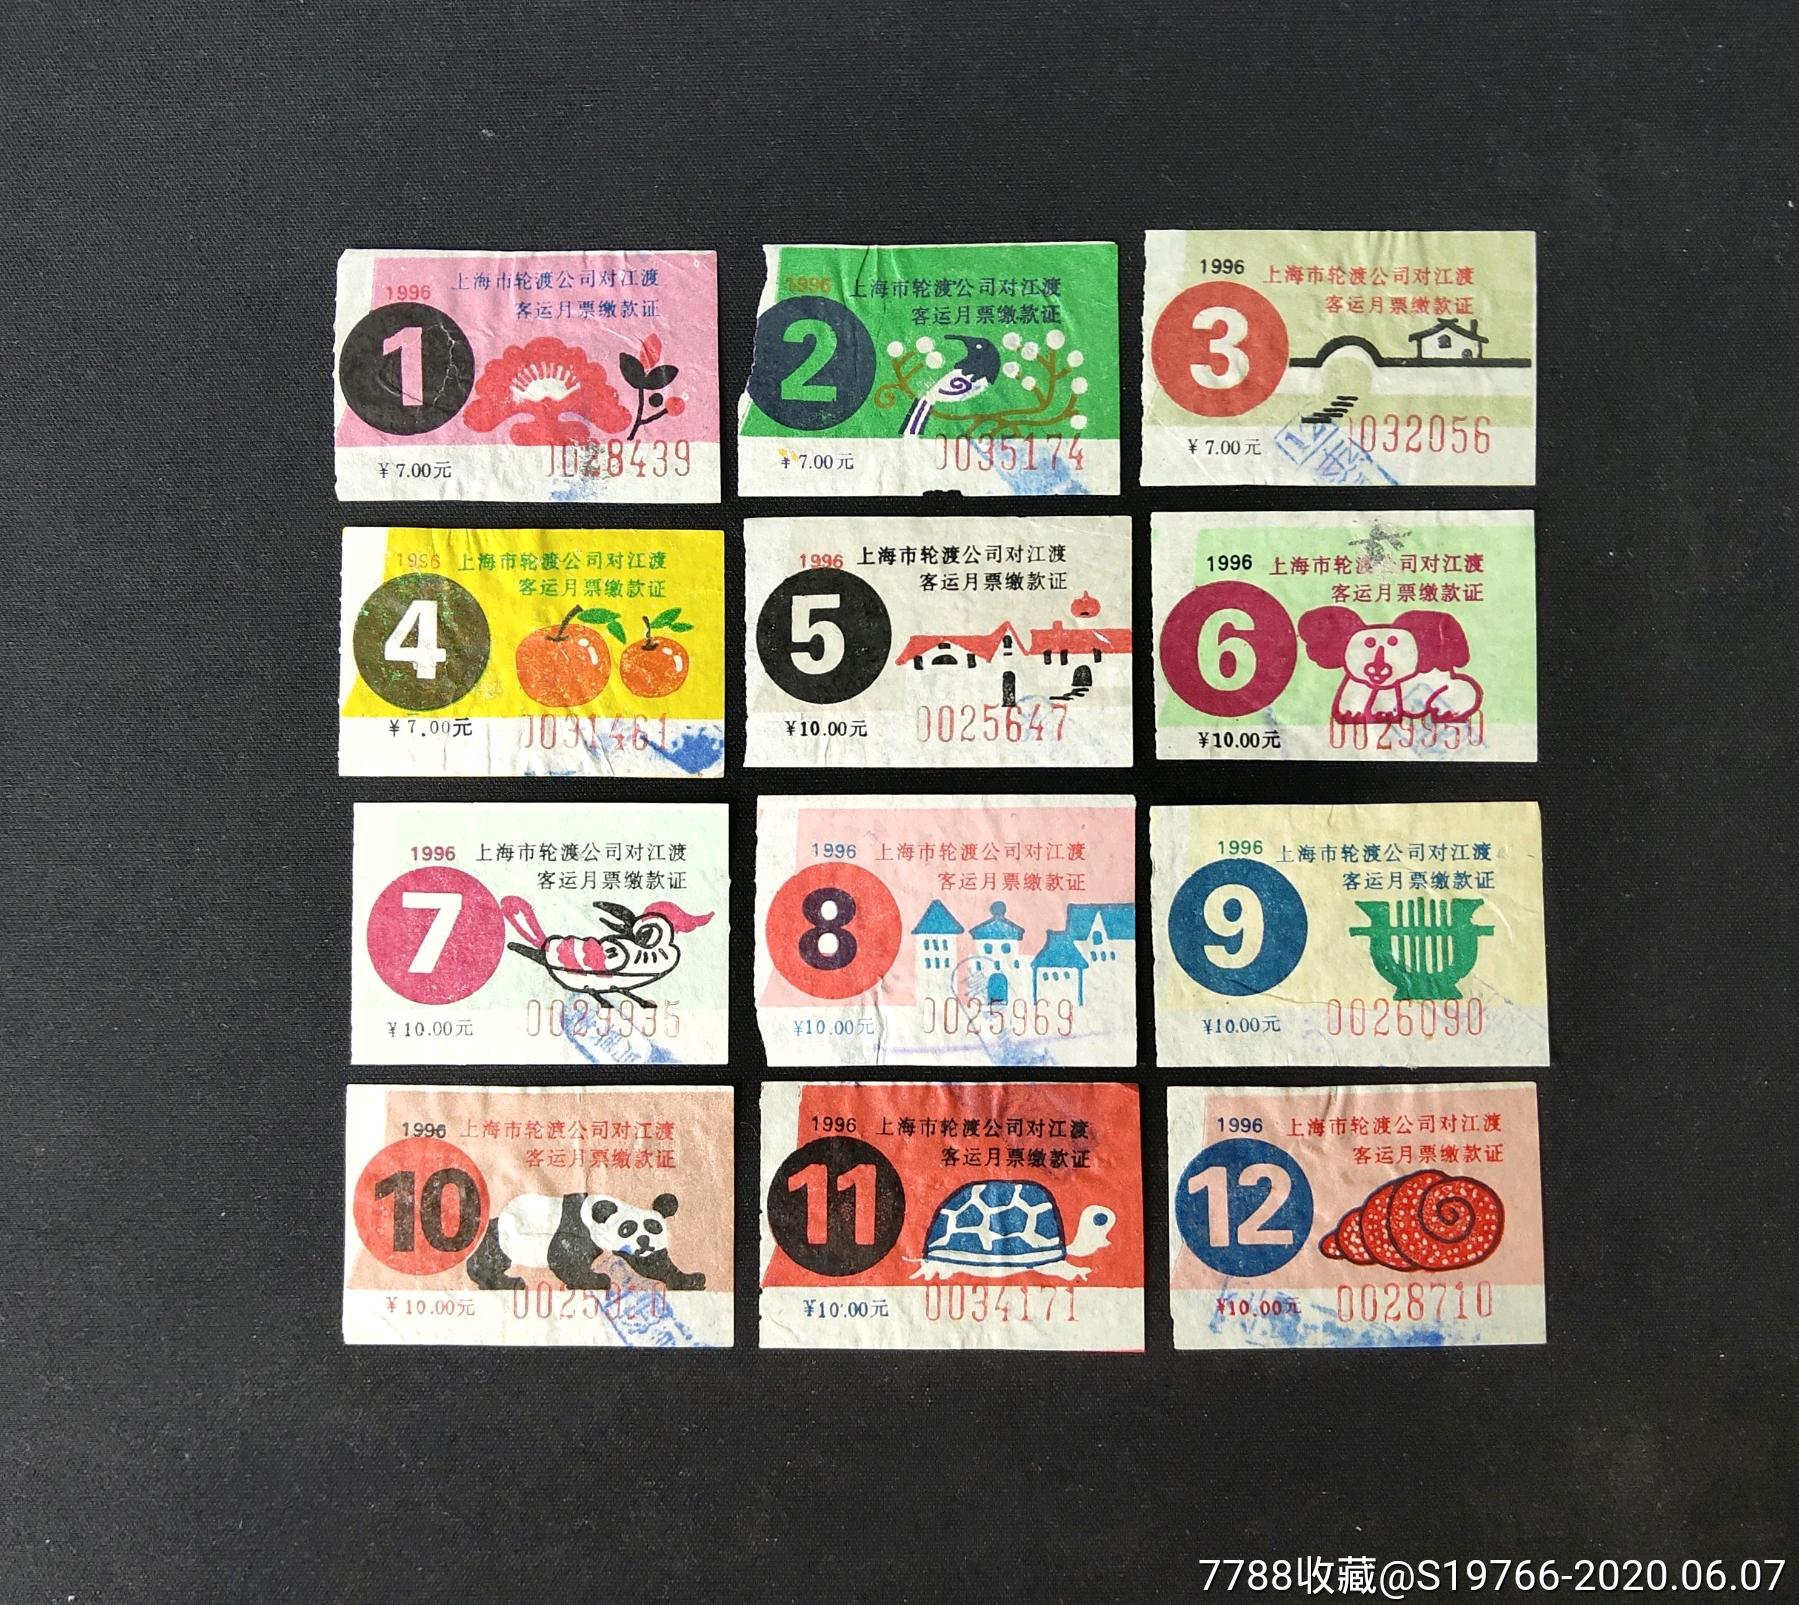 1996 上海市轮渡公司对江渡
客运月票缴款证
1
¥7.00元 0028439
1996 上海市轮渡公司对江渡
客运月票缴款证
2
¥7.00元 0035174
1996 上海市轮渡公司对江渡
客运月票缴款证
3
¥7.00元 0032056
1996 上海市轮渡公司对江渡
客运月票缴款证
4
¥7.00元 0031461
1996 上海市轮渡公司对江渡
客运月票缴款证
5
¥10.00元 0025647
1996 上海市轮渡公司对江渡
客运月票缴款证
6
¥10.00元 0029950
1996 上海市轮渡公司对江渡
客运月票缴款证
7
¥10.00元 0029935
1996 上海市轮渡公司对江渡
客运月票缴款证
8
¥10.00元 0025969
1996 上海市轮渡公司对江渡
客运月票缴款证
9
¥10.00元 0026090
1996 上海市轮渡公司对江渡
客运月票缴款证
10
¥10.00元
1996 上海市轮渡公司对江渡
客运月票缴款证
11
¥10.00元 0034171
1996 上海市轮渡公司对江渡
客运月票缴款证
12
¥10.00元 0028710
7788收藏@S19766-2020.06.07